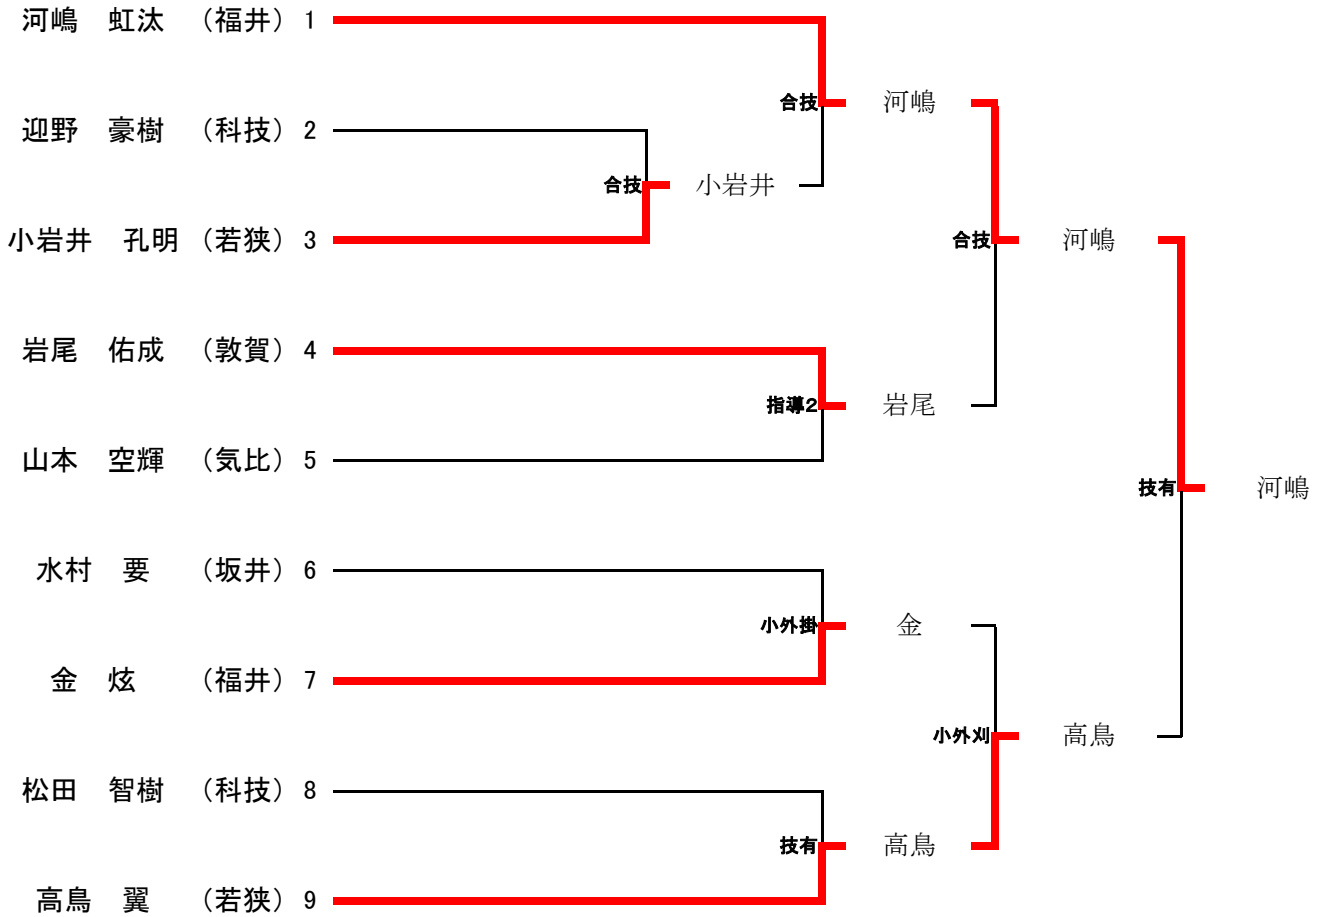 河嶋　虹汰　（福井）　1
合技　河嶋
迎野　豪樹　（科技）　2
合技　小岩井
小岩井　孔明　（若狭）　3
合技　河嶋
岩尾　佑成　（敦賀）　4
指導2　岩尾
山本　空輝　（気比）　5
技有　河嶋
水村　要　（坂井）　6
小外掛　金
金　炫　（福井）　7
小外刈　高鳥
松田　智樹　（科技）　8
技有　高鳥
高鳥　翼　（若狭）　9